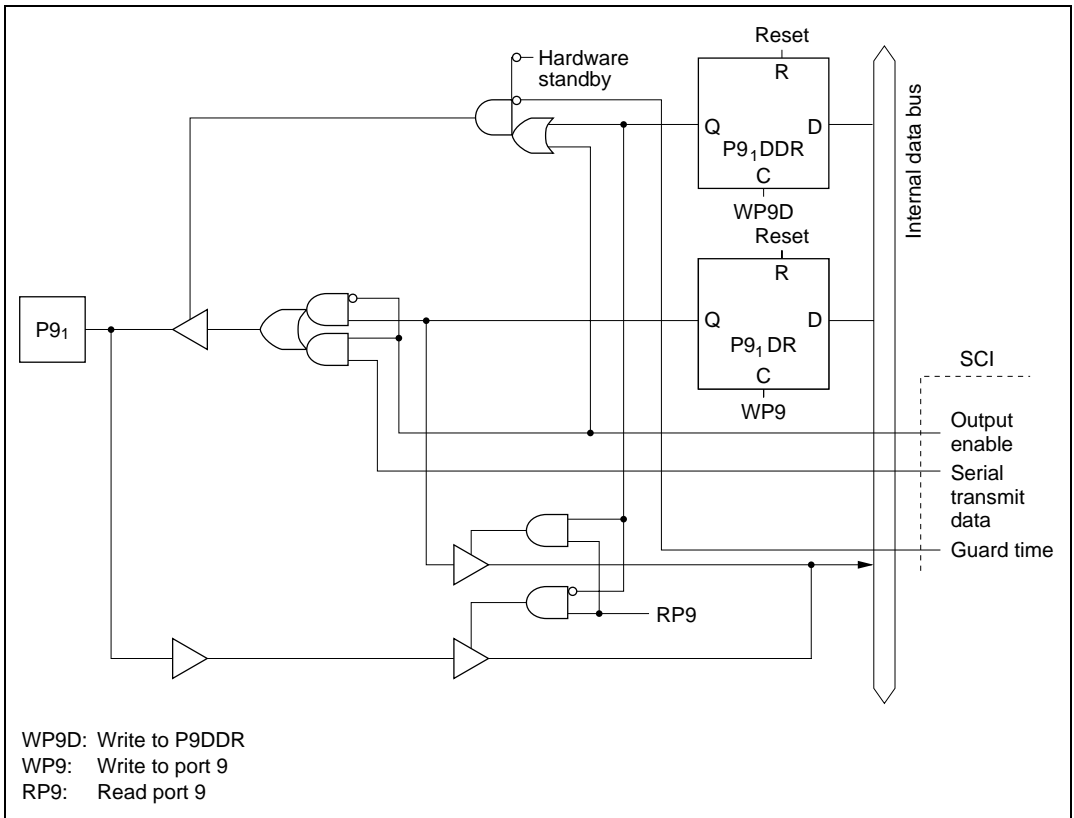 Reset
Hardware
standby
R
Q
D
P9₁DDR
C
WP9D
Internal data bus
Reset
R
Q
D
P9₁ DR
C
WP9
P9₁
SCI
Output
enable
Serial
transmit
data
Guard time
RP9
WP9D: Write to P9DDR
WP9: Write to port 9
RP9: Read port 9